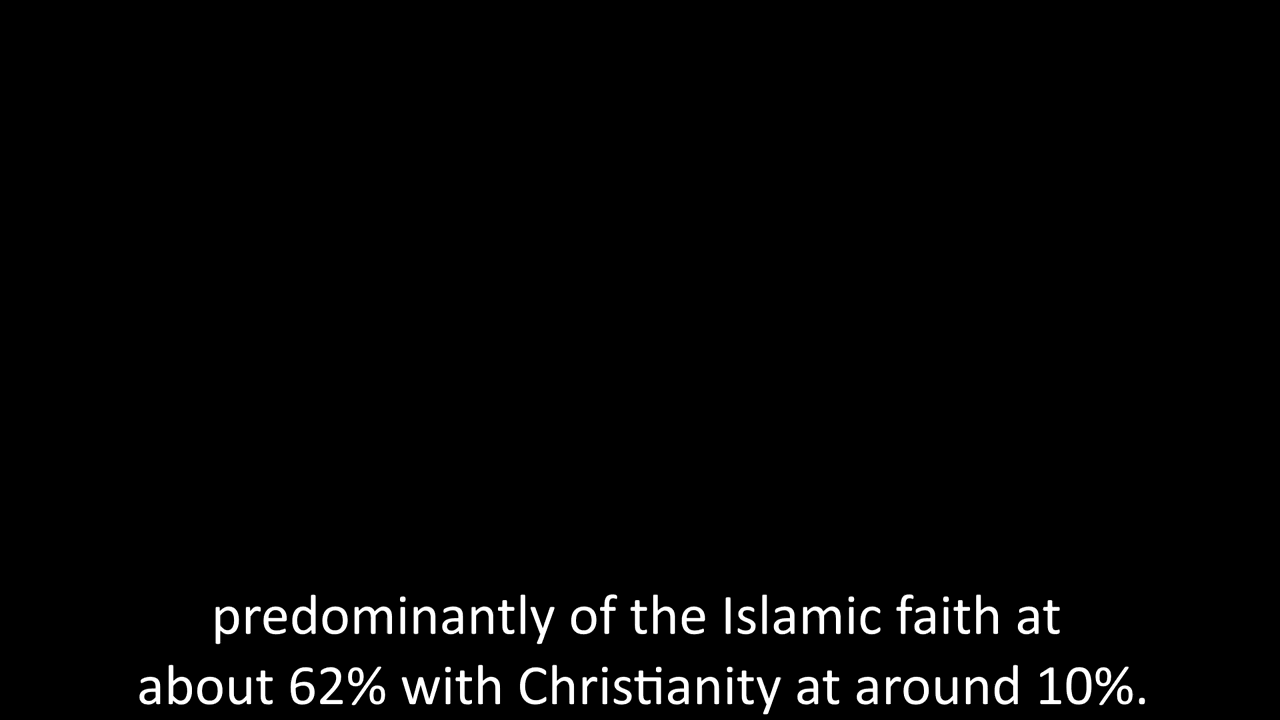 predominantly of the Islamic faith at
about 62% with Christianity at around 10%.